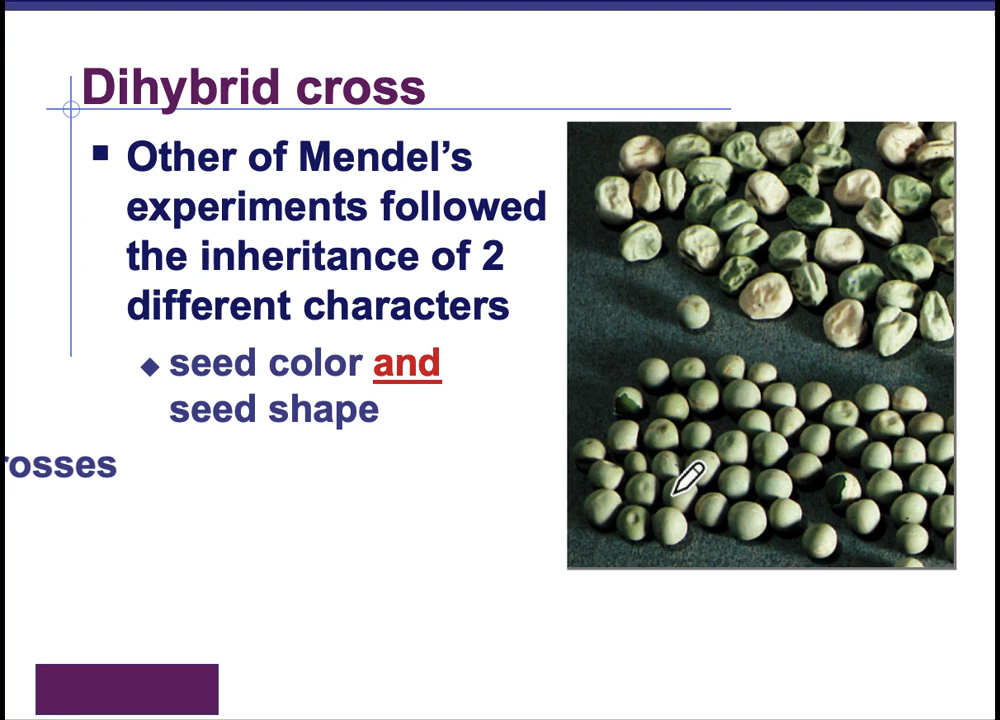 Dihybrid cross
Other of Mendel's
experiments followed
the inheritance of 2
different characters
seed color and
seed shape
rosses